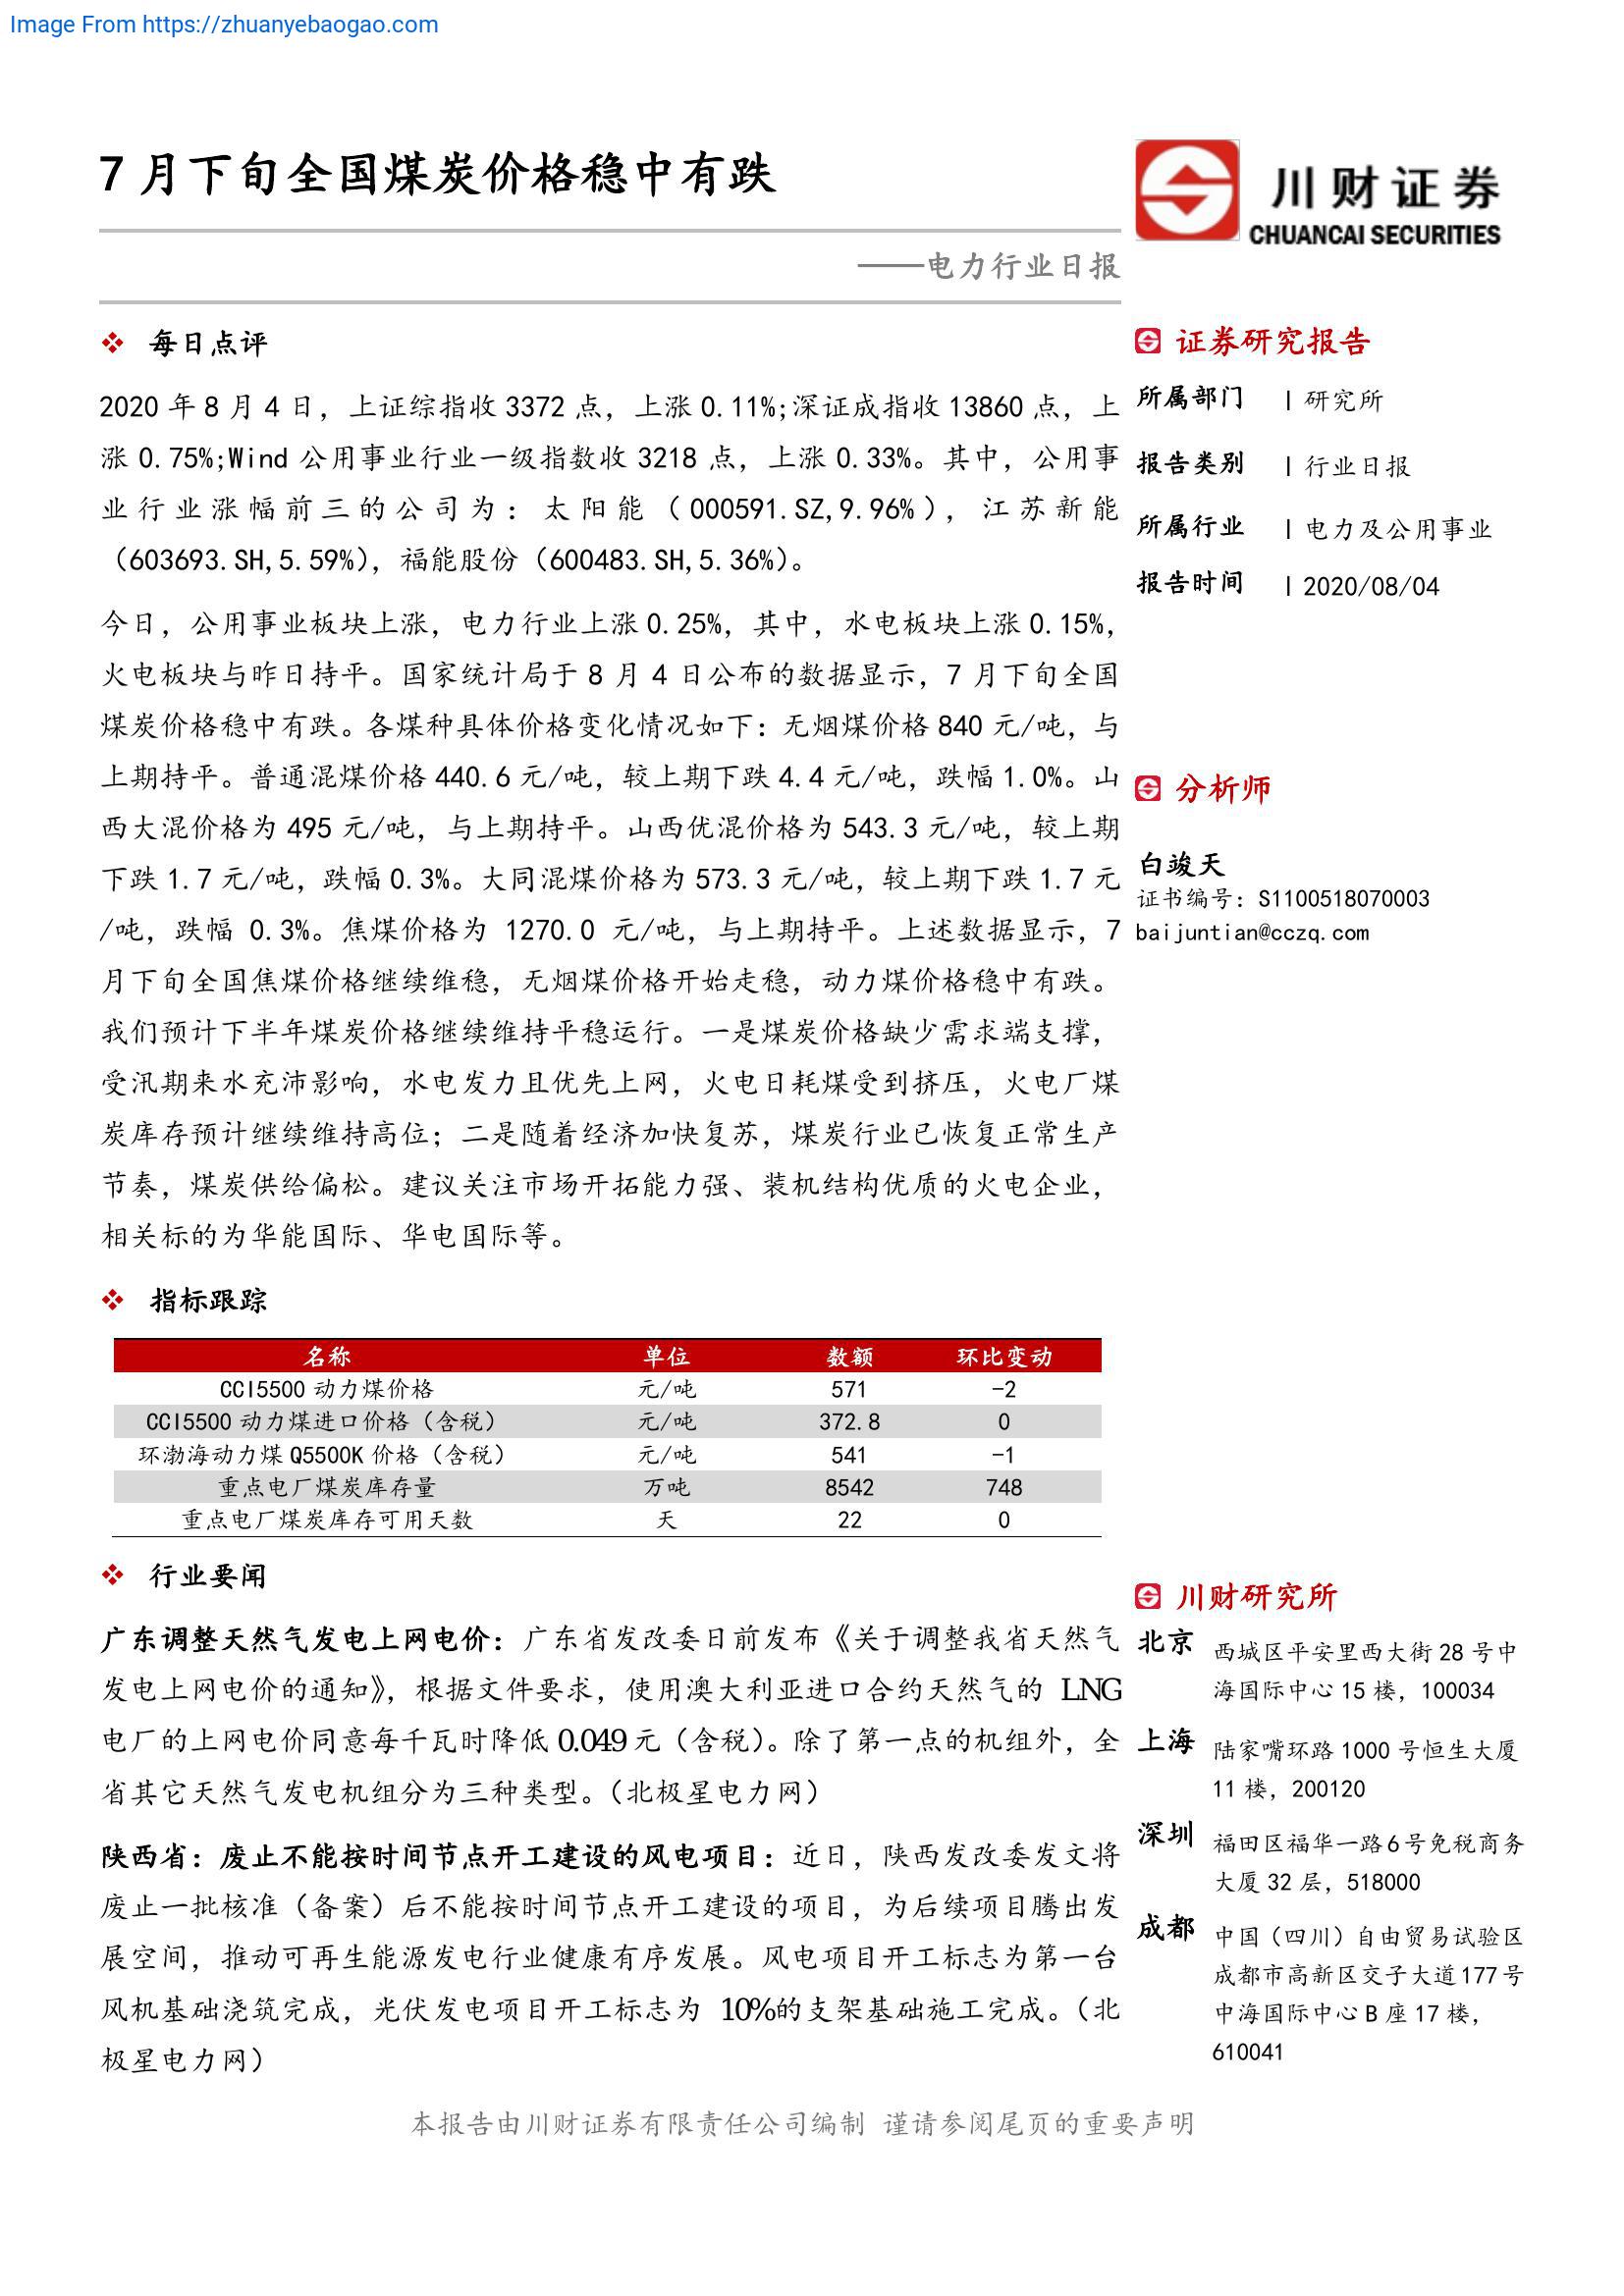 Image From https://zhuanyebaogao.com
7 月下旬全国煤炭价格稳中有跌
川财证券
CHUANCAI SECURITIES
——电力行业日报
每日点评
2020 年 8 月 4 日，上证综指收 3372 点，上涨 0.11%;深证成指收 13860 点，上
涨 0.75%;Wind 公用事业行业一级指数收 3218 点，上涨 0.33%。其中，公用事
业行业涨幅前三的公司为：太阳能（000591.SZ,9.96%），江苏新能
（603693.SH,5.59%），福能股份（600483.SH,5.36%）。
今日，公用事业板块上涨，电力行业上涨 0.25%，其中，水电板块上涨 0.15%，
火电板块与昨日持平。国家统计局于 8 月 4 日公布的数据显示，7 月下旬全国
煤炭价格稳中有跌。各煤种具体价格变化情况如下：无烟煤价格 840 元/吨，与
上期持平。普通混煤价格 440.6 元/吨，较上期下跌 4.4 元/吨，跌幅 1.0%。山
西大混价格为 495 元/吨，与上期持平。山西优混价格为 543.3 元/吨，较上期
下跌 1.7 元/吨，跌幅 0.3%。大同混煤价格为 573.3 元/吨，较上期下跌 1.7 元
/吨，跌幅 0.3%。焦煤价格为 1270.0 元/吨，与上期持平。上述数据显示，7
月下旬全国焦煤价格继续维稳，无烟煤价格开始走稳，动力煤价格稳中有跌。
我们预计下半年煤炭价格继续维持平稳运行。一是煤炭价格缺少需求端支撑，
受汛期来水充沛影响，水电发力且优先上网，火电日耗煤受到挤压，火电厂煤
炭库存预计继续维持高位；二是随着经济加快复苏，煤炭行业已恢复正常生产
节奏，煤炭供给偏松。建议关注市场开拓能力强、装机结构优质的火电企业，
相关标的为华能国际、华电国际等。
指标跟踪
名称 单位 数额 环比变动
CCI5500 动力煤价格 元/吨 571 -2
CCI5500 动力煤进口价格（含税） 元/吨 372.8 0
环渤海动力煤 Q5500K 价格（含税） 元/吨 541 -1
重点电厂煤炭库存量 万吨 8542 748
重点电厂煤炭库存可用天数 天 22 0
行业要闻
广东调整天然气发电上网电价：广东省发改委日前发布《关于调整我省天然气
发电上网电价的通知》，根据文件要求，使用澳大利亚进口合约天然气的 LNG
电厂的上网电价同意每千瓦时降低 0.049 元（含税）。除了第一点的机组外，全
省其它天然气发电机组分为三种类型。（北极星电力网）
陕西省：废止不能按时间节点开工建设的风电项目：近日，陕西发改委发文将
废止一批核准（备案）后不能按时间节点开工建设的项目，为后续项目腾出发
展空间，推动可再生能源发电行业健康有序发展。风电项目开工标志为第一台
风机基础浇筑完成，光伏发电项目开工标志为 10%的支架基础施工完成。（北
极星电力网）
证券研究报告
所属部门 | 研究所
报告类别 | 行业日报
所属行业 | 电力及公用事业
报告时间 | 2020/08/04
分析师
白竣天
证书编号：S1100518070003
baijuntian@cczq.com
川财研究所
北京 西城区平安里西大街 28 号中
海国际中心 15 楼，100034
上海 陆家嘴环路 1000 号恒生大厦
11 楼，200120
深圳 福田区福华一路 6 号免税商务
大厦 32 层，518000
成都 中国（四川）自由贸易试验区
成都市高新区交子大道 177 号
中海国际中心 B 座 17 楼，
610041
本报告由川财证券有限责任公司编制 谨请参阅尾页的重要声明